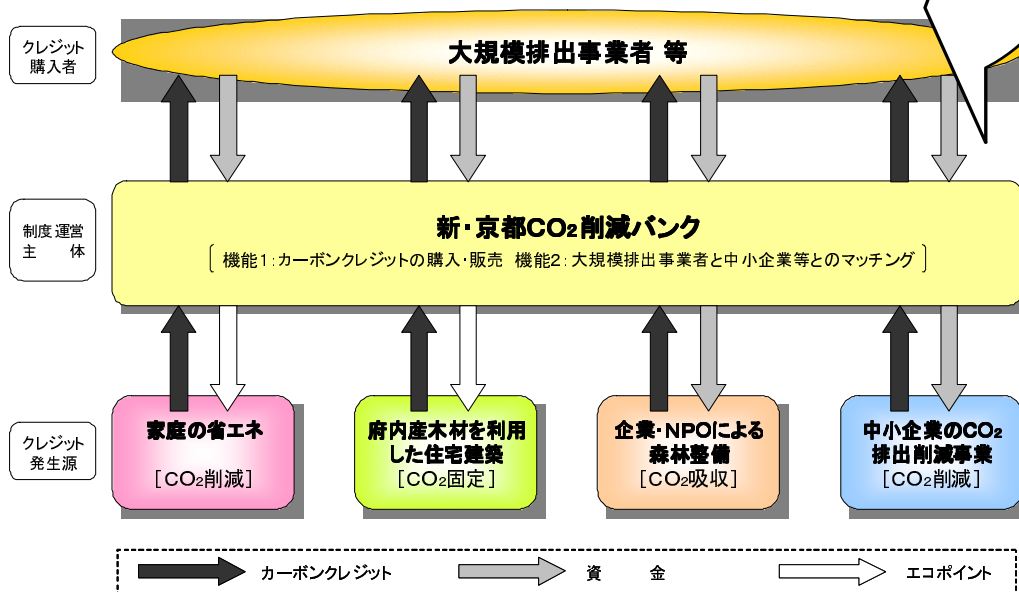 クレジット
購入者
大規模排出事業者 等
制度運営
主 体
新・京都CO₂削減バンク
機能1：カーボンクレジットの購入・販売 機能2：大規模排出事業者と中小企業等とのマッチング
クレジット
発生源
家庭の省エネ
［CO₂削減］
府内産木材を利用
した住宅建築
［CO₂固定］
企業・NPOによる
森林整備
［CO₂吸収］
中小企業のCO₂
排出削減事業
［CO₂削減］
カーボンクレジット
資 金
エコポイント